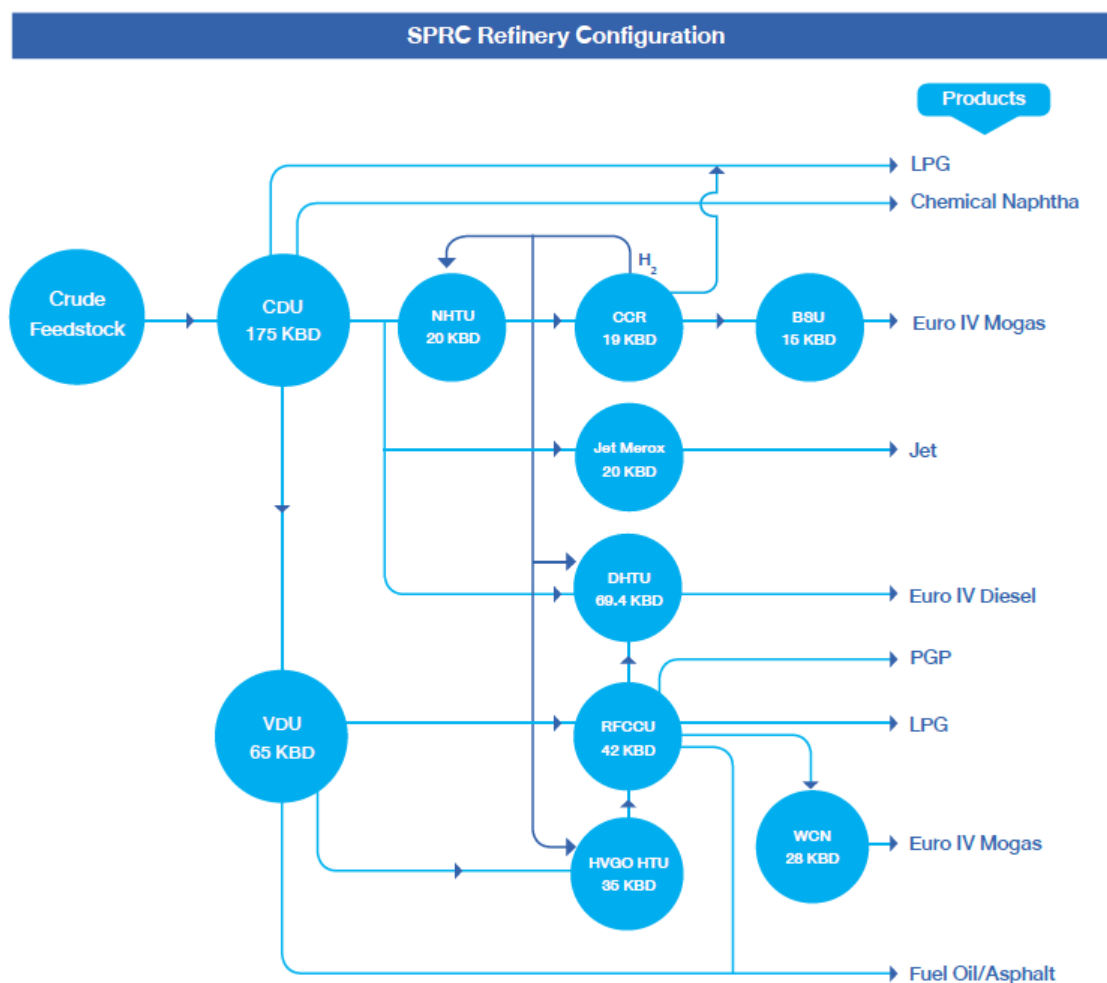 SPRC Refinery Configuration
Products
LPG
Chemical Naphtha
Crude
Feedstock
CDU
175 KBD
NHTU
20 KBD
H2
CCR
19 KBD
BSU
15 KBD
Euro IV Mogas
Jet Merox
20 KBD
Jet
DHTU
69.4 KBD
Euro IV Diesel
PGP
VDU
65 KBD
RFCCU
42 KBD
LPG
HVGO HTU
35 KBD
WCN
28 KBD
Euro IV Mogas
Fuel Oil/Asphalt